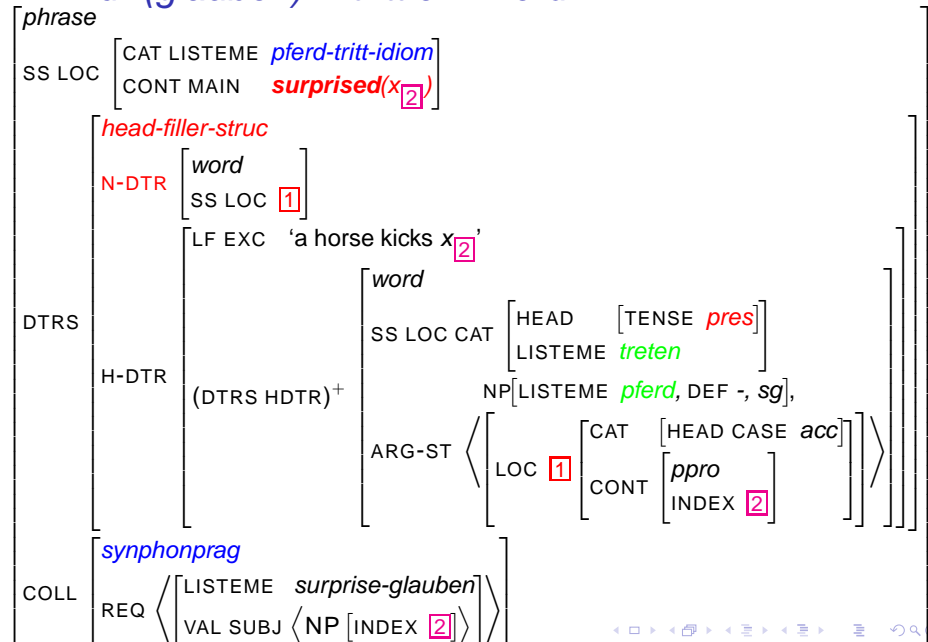 phrase
SS LOC [CAT LISTEME pferd-tritt-idiom
CONT MAIN surprised(x 2)]
DTRS
head-filler-struc
N-DTR [word
SS LOC 1]
H-DTR
LF EXC 'a horse kicks x 2'
(DTRS HDTR)+
word
SS LOC CAT [HEAD [TENSE pres]
LISTEME treten]
ARG-ST ⟨NP[LISTEME pferd, DEF -, sg],
[LOC 1 [CAT [HEAD CASE acc]
CONT [ppro
INDEX 2]]]⟩
COLL
synphonprag
REQ ⟨[LISTEME surprise-glauben
VAL SUBJ ⟨NP [INDEX 2]⟩]⟩